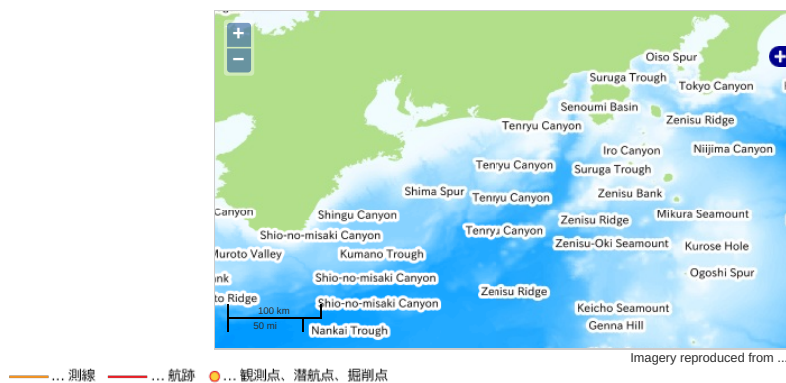 +
−
Oiso Spur
Suruga Trough
Tokyo Canyon
Senoumi Basin
Zenisu Ridge
Tenryu Canyon
Iro Canyon
Niijima Canyon
Tenryu Canyon
Suruga Trough
Shima Spur
Tenryu Canyon
Zenisu Bank
Canyon
Shingu Canyon
Zenisu Ridge
Mikura Seamount
Shio-no-misaki Canyon
Tenryu Canyon
Zenisu-Oki Seamount
Kurose Hole
Muroto Valley
Kumano Trough
Ogoshi Spur
nk
Shio-no-misaki Canyon
Zenisu Ridge
to Ridge
Shio-no-misaki Canyon
Keicho Seamount
100 km
50 mi
Nankai Trough
Genna Hill
Imagery reproduced from ...
... 測線 ... 航跡 ... 観測点、潜航点、掘削点